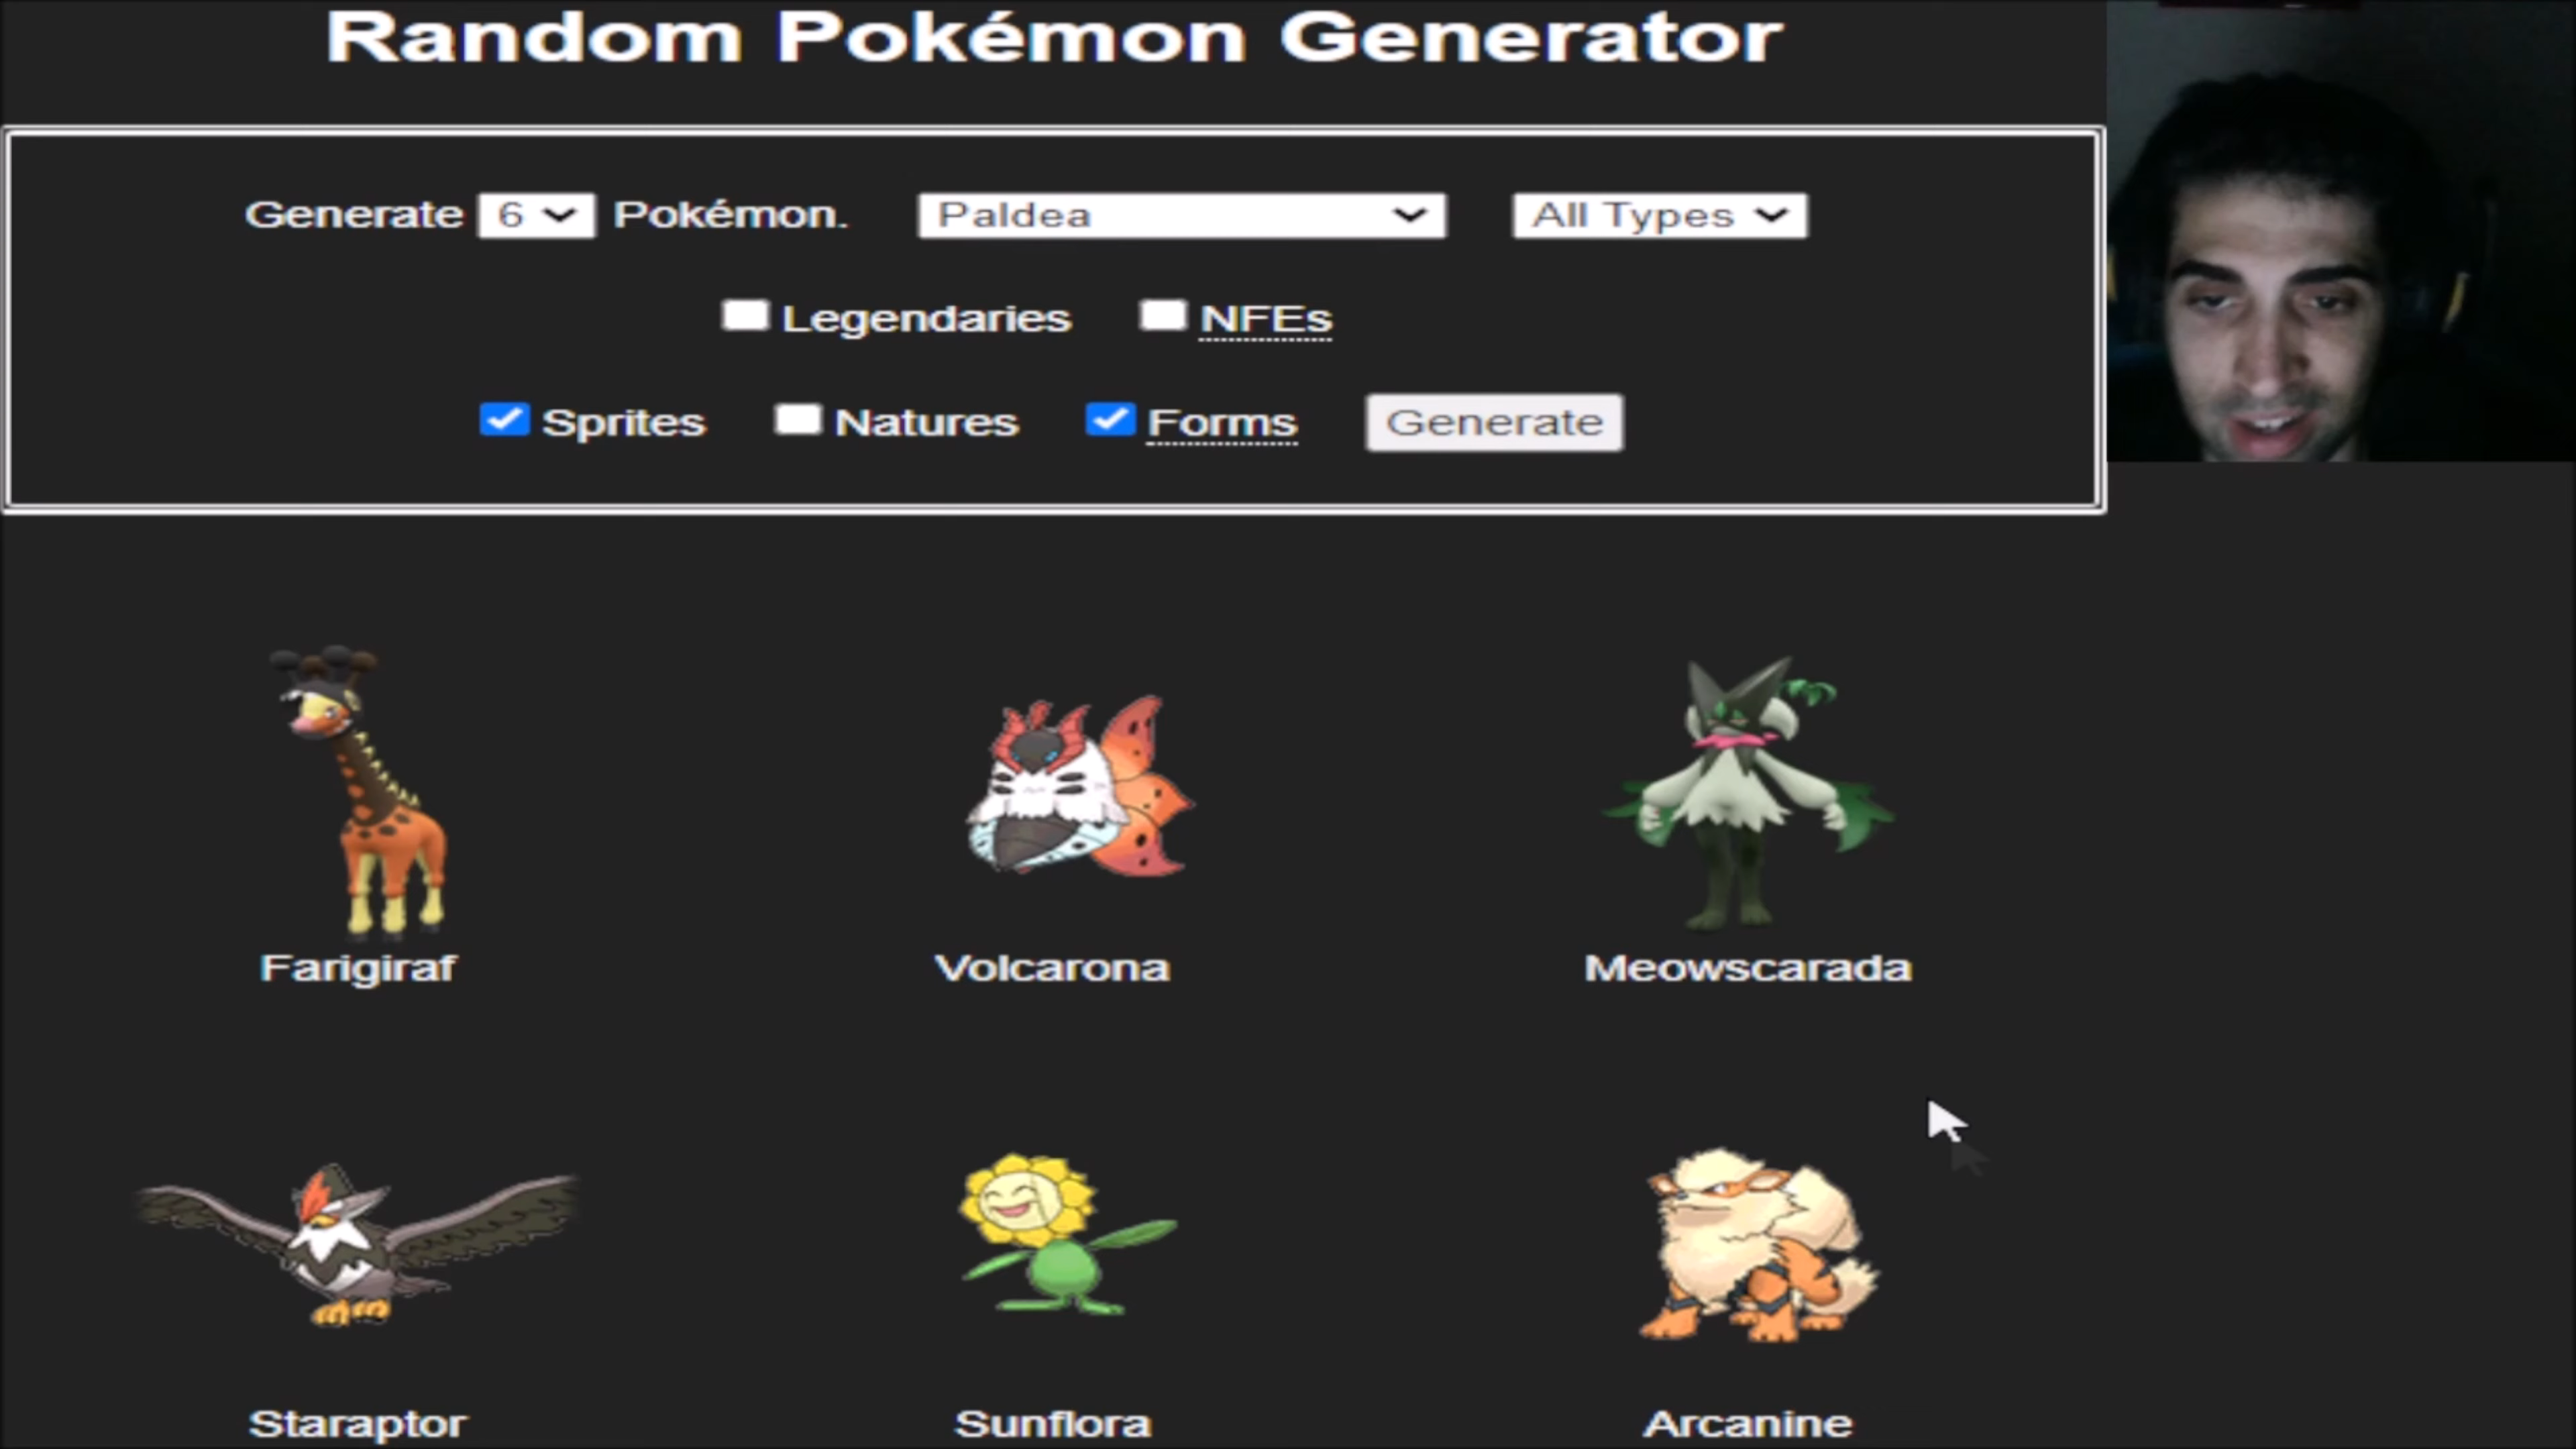 Random Pokémon Generator
Generate 6 Pokémon. Paldea All Types
Legendaries NFEs
Sprites Natures Forms Generate
Farigiraf Volcarona Meowscarada
Staraptor Sunflora Arcanine